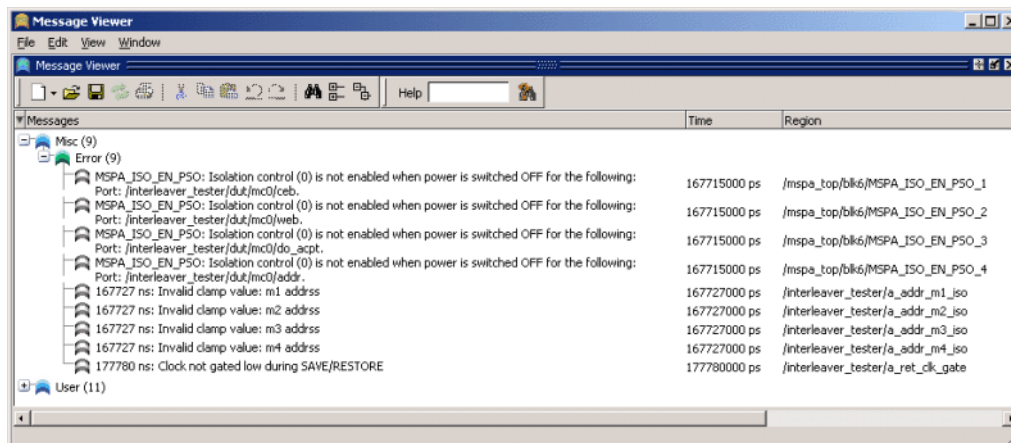 Message Viewer
File Edit View Window
Message Viewer
Help
Messages Time Region
Misc (9)
Error (9)
MSPA_ISO_EN_PSO: Isolation control (0) is not enabled when power is switched OFF for the following:
Port: /interleaver_tester/dut/mc0/ceb. 167715000 ps /mspa_top/blk6/MSPA_ISO_EN_PSO_1
MSPA_ISO_EN_PSO: Isolation control (0) is not enabled when power is switched OFF for the following:
Port: /interleaver_tester/dut/mc0/web. 167715000 ps /mspa_top/blk6/MSPA_ISO_EN_PSO_2
MSPA_ISO_EN_PSO: Isolation control (0) is not enabled when power is switched OFF for the following:
Port: /interleaver_tester/dut/mc0/do_acpt. 167715000 ps /mspa_top/blk6/MSPA_ISO_EN_PSO_3
MSPA_ISO_EN_PSO: Isolation control (0) is not enabled when power is switched OFF for the following:
Port: /interleaver_tester/dut/mc0/addr. 167715000 ps /mspa_top/blk6/MSPA_ISO_EN_PSO_4
167727 ns: Invalid clamp value: m1 addrss 167727000 ps /interleaver_tester/a_addr_m1_iso
167727 ns: Invalid clamp value: m2 addrss 167727000 ps /interleaver_tester/a_addr_m2_iso
167727 ns: Invalid clamp value: m3 addrss 167727000 ps /interleaver_tester/a_addr_m3_iso
167727 ns: Invalid clamp value: m4 addrss 167727000 ps /interleaver_tester/a_addr_m4_iso
177780 ns: Clock not gated low during SAVE/RESTORE 177780000 ps /interleaver_tester/a_ret_clk_gate
User (11)